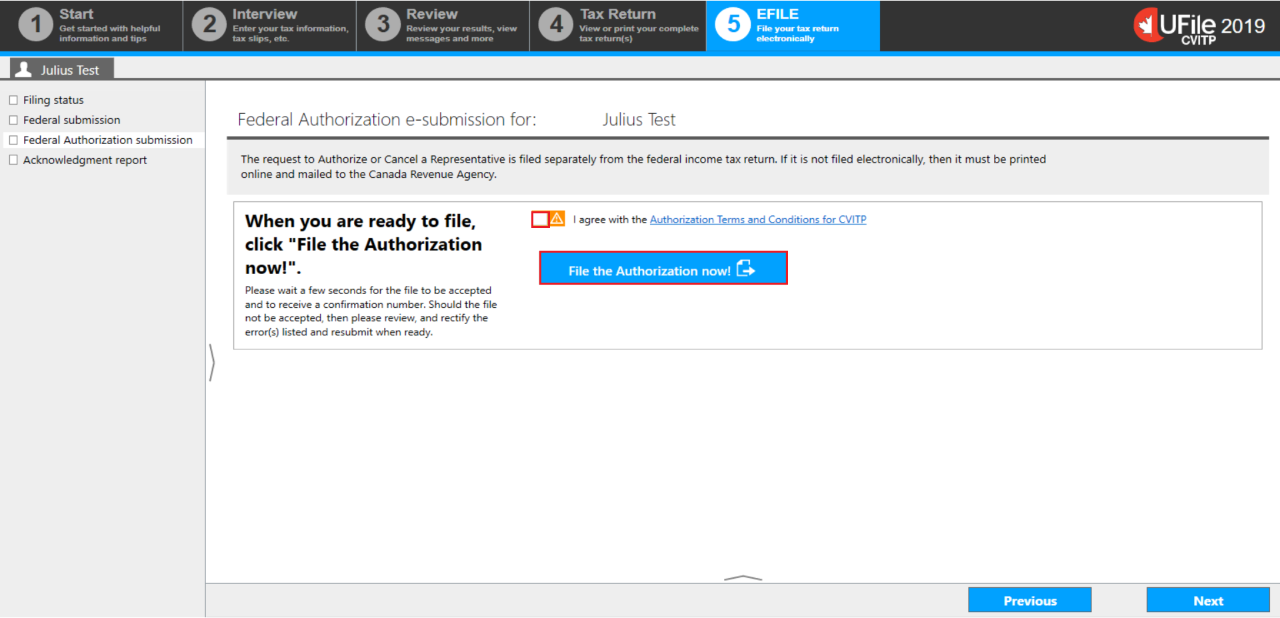 1
Start
Get started with helpful
information and tips
2
Interview
Enter your tax information,
tax slips, etc.
3
Review
Review your results, view
messages and more
4
Tax Return
View or print your complete
tax return(s)
5
EFILE
File your tax return
electronically
UFile 2019
CVITP
Julius Test
Filing status
Federal submission
Federal Authorization submission
Acknowledgment report
Federal Authorization e-submission for: Julius Test
The request to Authorize or Cancel a Representative is filed separately from the federal income tax return. If it is not filed electronically, then it must be printed
online and mailed to the Canada Revenue Agency.
When you are ready to file,
click "File the Authorization
now!".
Please wait a few seconds for the file to be accepted
and to receive a confirmation number. Should the file
not be accepted, then please review, and rectify the
error(s) listed and resubmit when ready.
I agree with the Authorization Terms and Conditions for CVITP
File the Authorization now!
Previous
Next